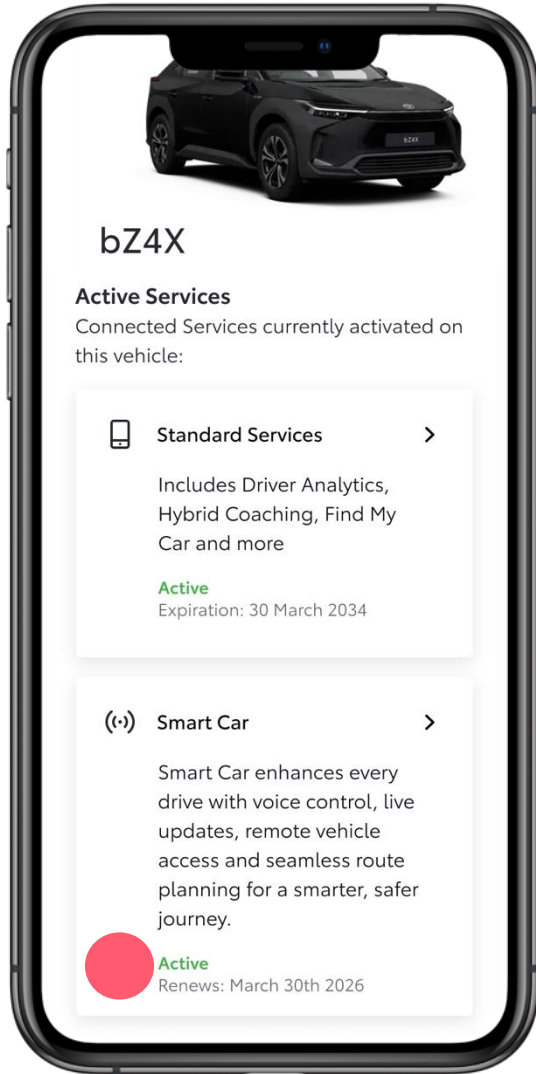 bZ4X
bZ4X
Active Services
Connected Services currently activated on
this vehicle:
Standard Services
Includes Driver Analytics,
Hybrid Coaching, Find My
Car and more
Active
Expiration: 30 March 2034
Smart Car
Smart Car enhances every
drive with voice control, live
updates, remote vehicle
access and seamless route
planning for a smarter, safer
journey.
Active
Renews: March 30th 2026